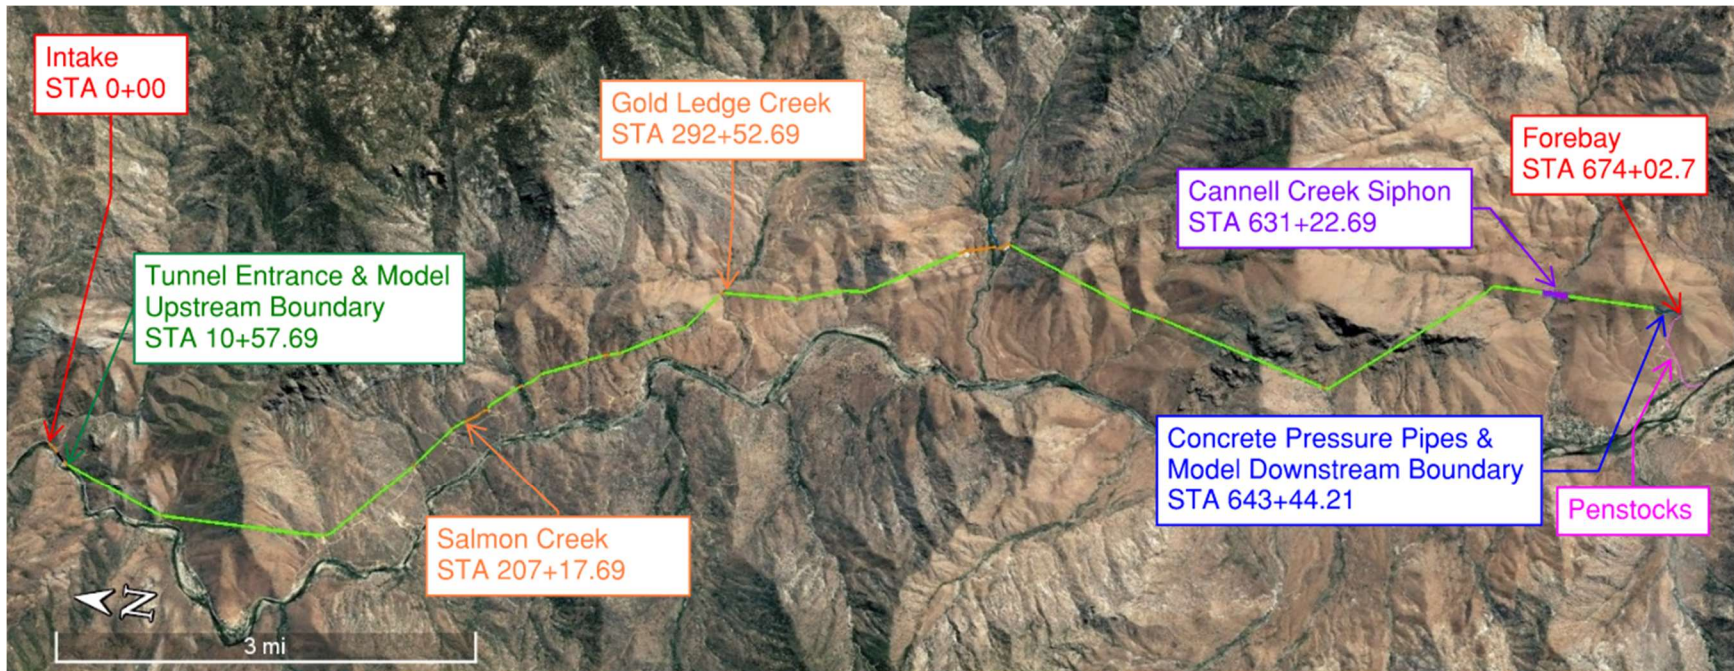 Intake
STA 0+00
Gold Ledge Creek
STA 292+52.69
Forebay
STA 674+02.7
Cannell Creek Siphon
STA 631+22.69
Tunnel Entrance & Model
Upstream Boundary
STA 10+57.69
Concrete Pressure Pipes &
Model Downstream Boundary
STA 643+44.21
Penstocks
Salmon Creek
STA 207+17.69
N
3 mi